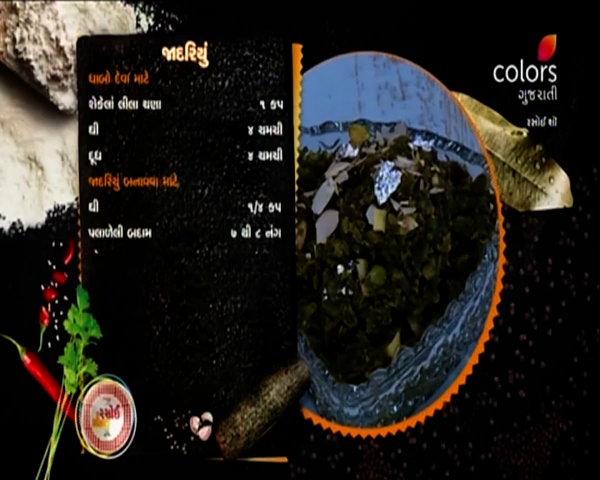 જાદરિયું
ધાબો દેવા માટે
શેકેલાં લીલા ચણા ૧ કપ
ઘી ૪ ચમચી
દૂધ ૪ ચમચી
જાદરિયું બનાવવા માટે
ઘી ૧/૪ કપ
પલાળેલી બદામ ૭ થી ૮ નંગ
colors
ગુજરાતી
રસોઈ શો
રસોઈ